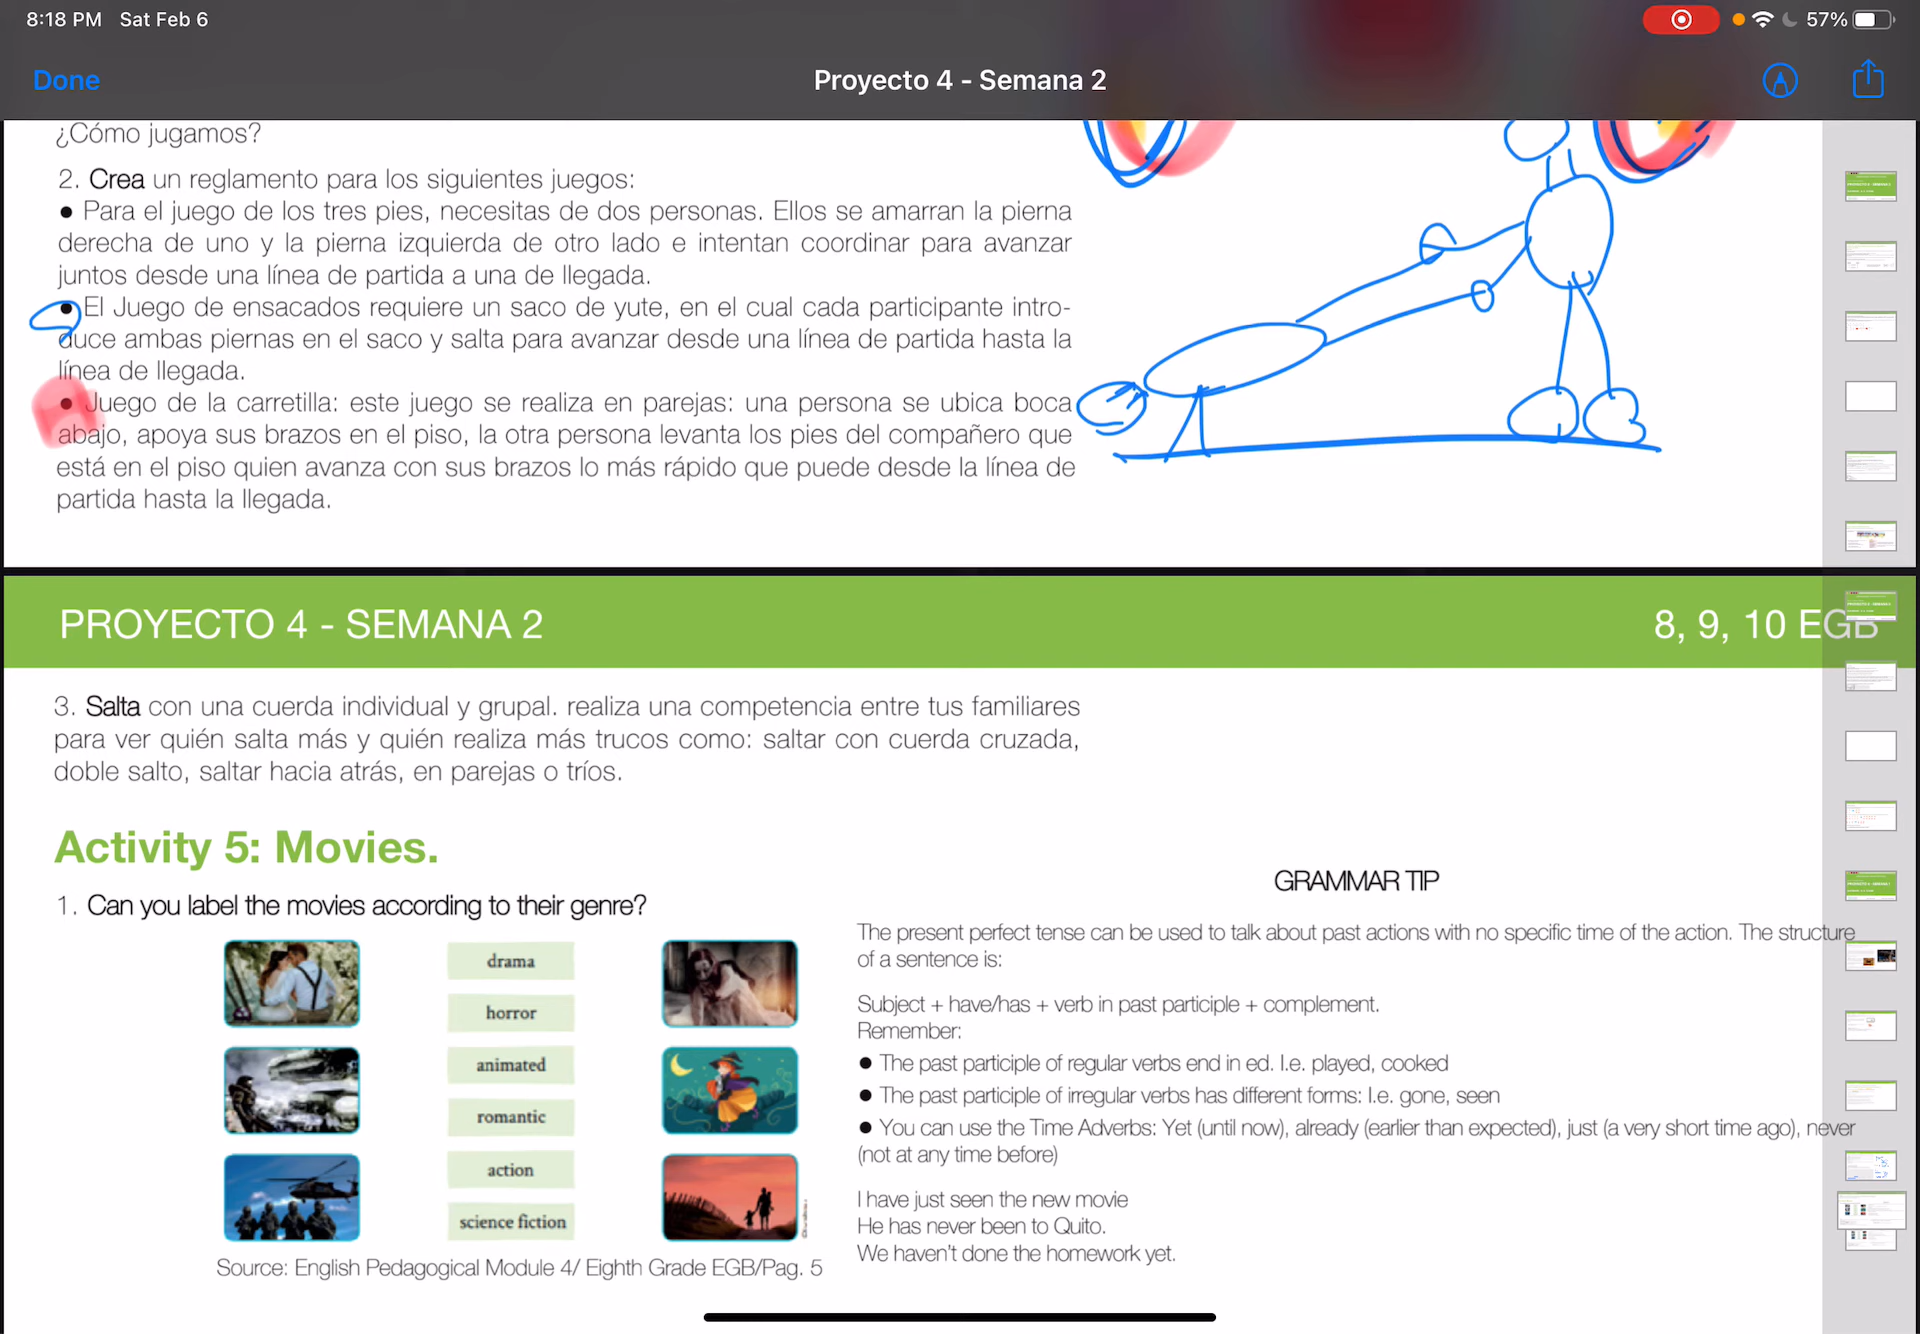 8:18 PM Sat Feb 6
57%
Done
Proyecto 4 - Semana 2
¿Cómo jugamos?
2. Crea un reglamento para los siguientes juegos:
● Para el juego de los tres pies, necesitas de dos personas. Ellos se amarran la pierna
derecha de uno y la pierna izquierda de otro lado e intentan coordinar para avanzar
juntos desde una línea de partida a una de llegada.
● El Juego de ensacados requiere un saco de yute, en el cual cada participante intro-
duce ambas piernas en el saco y salta para avanzar desde una línea de partida hasta la
línea de llegada.
● Juego de la carretilla: este juego se realiza en parejas: una persona se ubica boca
abajo, apoya sus brazos en el piso, la otra persona levanta los pies del compañero que
está en el piso quien avanza con sus brazos lo más rápido que puede desde la línea de
partida hasta la llegada.
PROYECTO 4 - SEMANA 2
8, 9, 10 EGB
3. Salta con una cuerda individual y grupal. realiza una competencia entre tus familiares
para ver quién salta más y quién realiza más trucos como: saltar con cuerda cruzada,
doble salto, saltar hacia atrás, en parejas o tríos.
Activity 5: Movies.
1. Can you label the movies according to their genre?
drama
horror
animated
romantic
action
science fiction
Source: English Pedagogical Module 4/ Eighth Grade EGB/Pag. 5
GRAMMAR TIP
The present perfect tense can be used to talk about past actions with no specific time of the action. The structure
of a sentence is:
Subject + have/has + verb in past participle + complement.
Remember:
● The past participle of regular verbs end in ed. I.e. played, cooked
● The past participle of irregular verbs has different forms: I.e. gone, seen
● You can use the Time Adverbs: Yet (until now), already (earlier than expected), just (a very short time ago), never
(not at any time before)
I have just seen the new movie
He has never been to Quito.
We haven't done the homework yet.